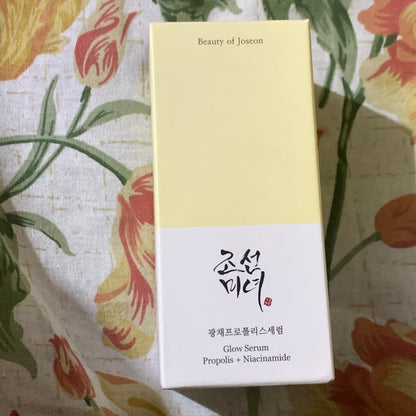 Beauty of Joseon
조선
미녀
광채프로폴리스세럼
Glow Serum
Propolis + Niacinamide